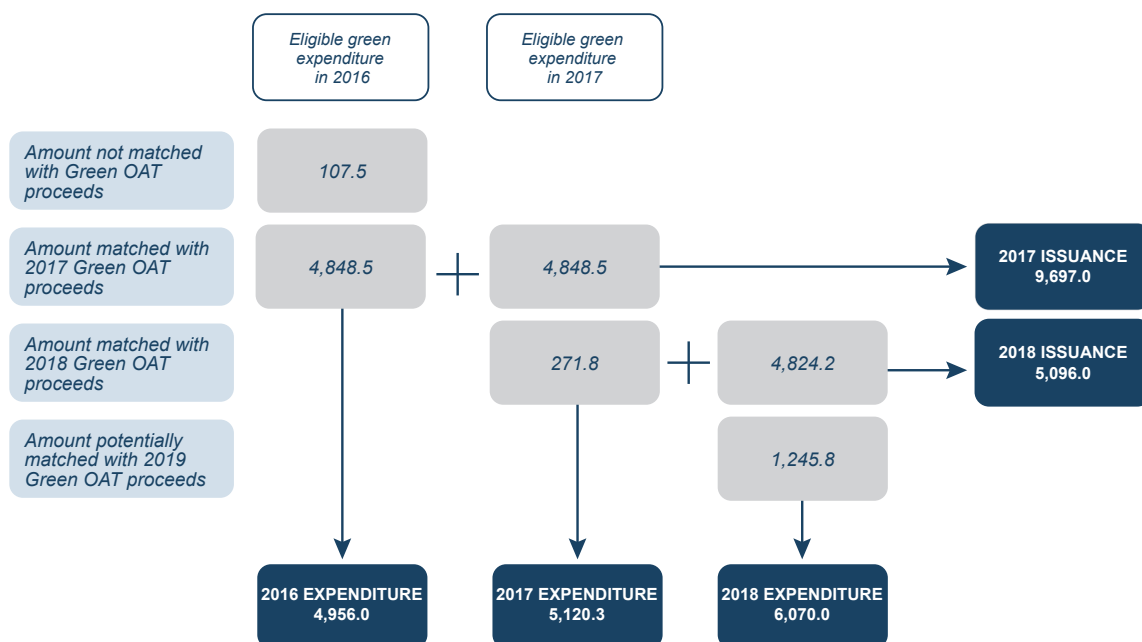 Eligible green
expenditure
in 2016
Eligible green
expenditure
in 2017
Amount not matched
with Green OAT
proceeds
107.5
Amount matched with
2017 Green OAT
proceeds
4,848.5
4,848.5
2017 ISSUANCE
9,697.0
Amount matched with
2018 Green OAT
proceeds
271.8
4,824.2
2018 ISSUANCE
5,096.0
Amount potentially
matched with 2019
Green OAT proceeds
1,245.8
2016 EXPENDITURE
4,956.0
2017 EXPENDITURE
5,120.3
2018 EXPENDITURE
6,070.0